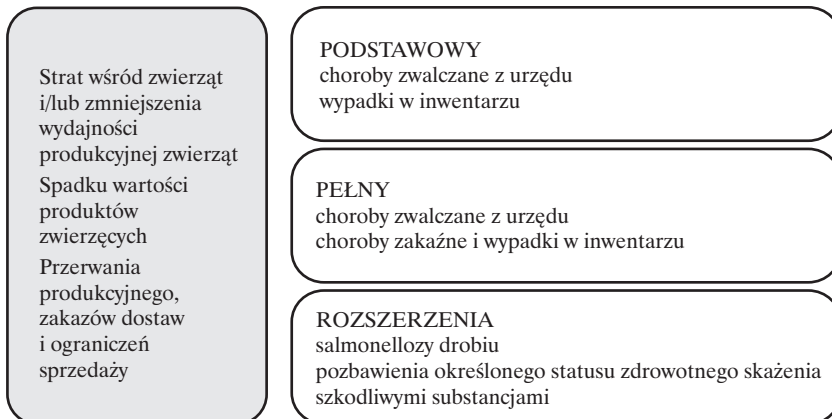 Strat wśród zwierząt
i/lub zmniejszenia
wydajności
produkcyjnej zwierząt
Spadku wartości
produktów
zwierzęcych
Przerwania
produkcyjnego,
zakazów dostaw
i ograniczeń
sprzedaży
PODSTAWOWY
choroby zwalczane z urzędu
wypadki w inwentarzu
PEŁNY
choroby zwalczane z urzędu
choroby zakaźne i wypadki w inwentarzu
ROZSZERZENIA
salmonellozy drobiu
pozbawienia określonego statusu zdrowotnego skażenia
szkodliwymi substancjami